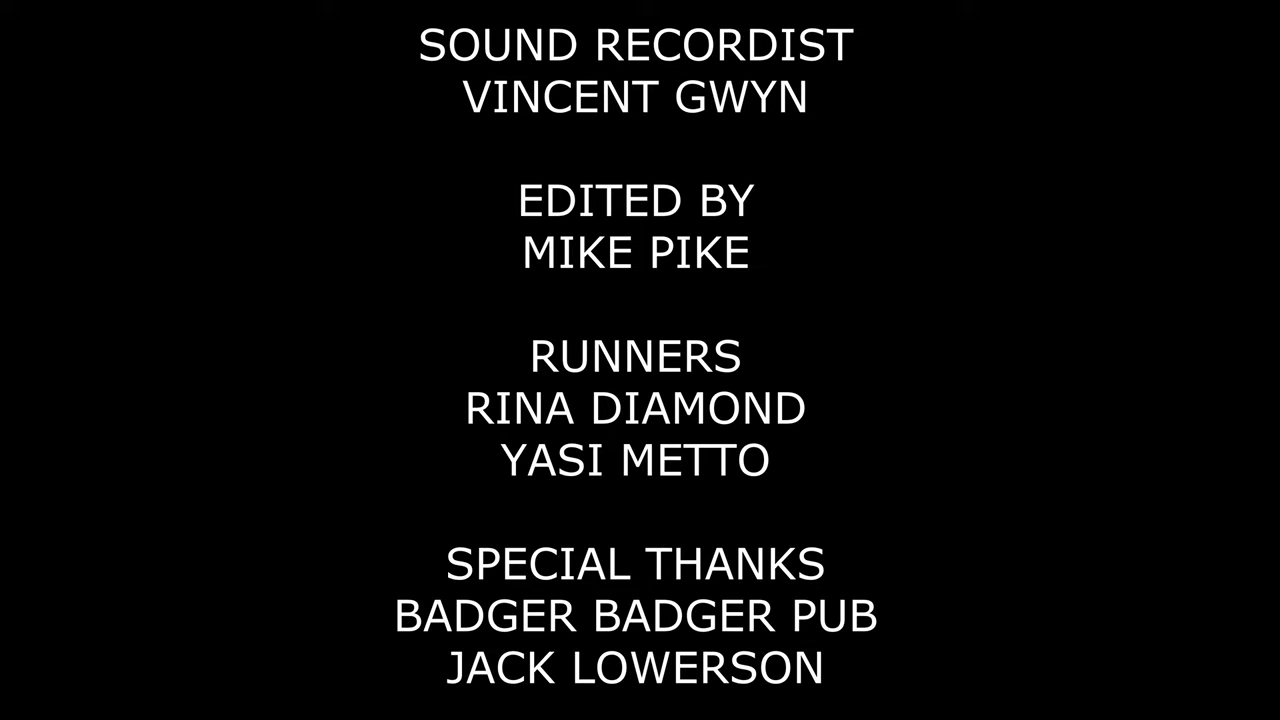 SOUND RECORDIST
VINCENT GWYN
EDITED BY
MIKE PIKE
RUNNERS
RINA DIAMOND
YASI METTO
SPECIAL THANKS
BADGER BADGER PUB
JACK LOWERSON